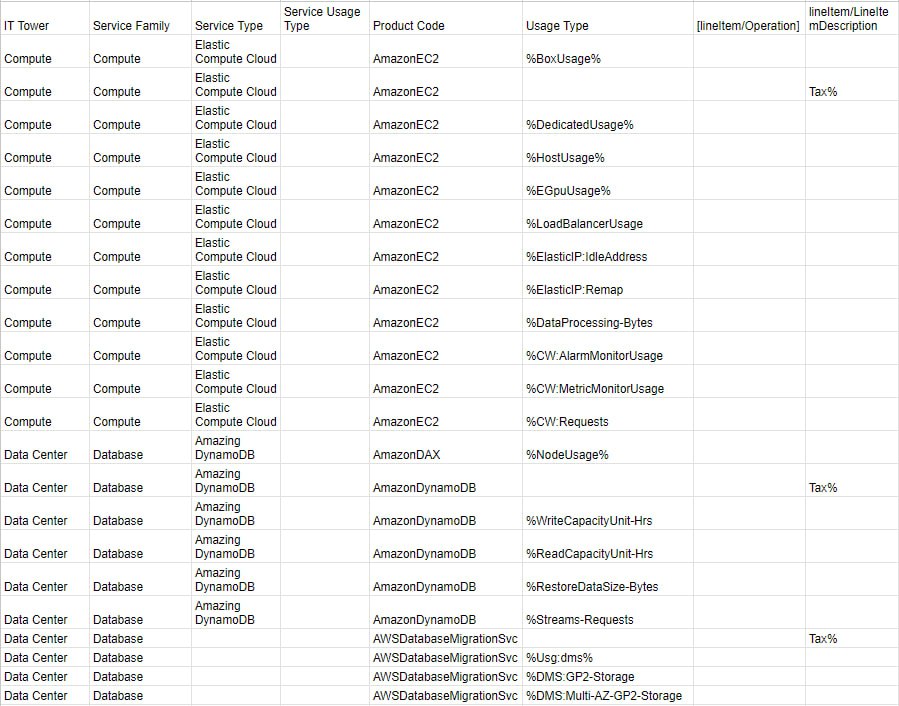 IT Tower Service Family Service Type Service Usage Type Product Code Usage Type [lineItem/Operation] lineItem/LineItemDescription
Compute Compute Elastic Compute Cloud AmazonEC2 %BoxUsage%
Compute Compute Elastic Compute Cloud AmazonEC2 Tax%
Compute Compute Elastic Compute Cloud AmazonEC2 %DedicatedUsage%
Compute Compute Elastic Compute Cloud AmazonEC2 %HostUsage%
Compute Compute Elastic Compute Cloud AmazonEC2 %EGpuUsage%
Compute Compute Elastic Compute Cloud AmazonEC2 %LoadBalancerUsage
Compute Compute Elastic Compute Cloud AmazonEC2 %ElasticIP:IdleAddress
Compute Compute Elastic Compute Cloud AmazonEC2 %ElasticIP:Remap
Compute Compute Elastic Compute Cloud AmazonEC2 %DataProcessing-Bytes
Compute Compute Elastic Compute Cloud AmazonEC2 %CW:AlarmMonitorUsage
Compute Compute Elastic Compute Cloud AmazonEC2 %CW:MetricMonitorUsage
Compute Compute Elastic Compute Cloud AmazonEC2 %CW:Requests
Data Center Database Amazing DynamoDB AmazonDAX %NodeUsage%
Data Center Database Amazing DynamoDB AmazonDynamoDB Tax%
Data Center Database Amazing DynamoDB AmazonDynamoDB %WriteCapacityUnit-Hrs
Data Center Database Amazing DynamoDB AmazonDynamoDB %ReadCapacityUnit-Hrs
Data Center Database Amazing DynamoDB AmazonDynamoDB %RestoreDataSize-Bytes
Data Center Database Amazing DynamoDB AmazonDynamoDB %Streams-Requests
Data Center Database AWSDatabaseMigrationSvc Tax%
Data Center Database AWSDatabaseMigrationSvc %Usg:dms%
Data Center Database AWSDatabaseMigrationSvc %DMS:GP2-Storage
Data Center Database AWSDatabaseMigrationSvc %DMS:Multi-AZ-GP2-Storage